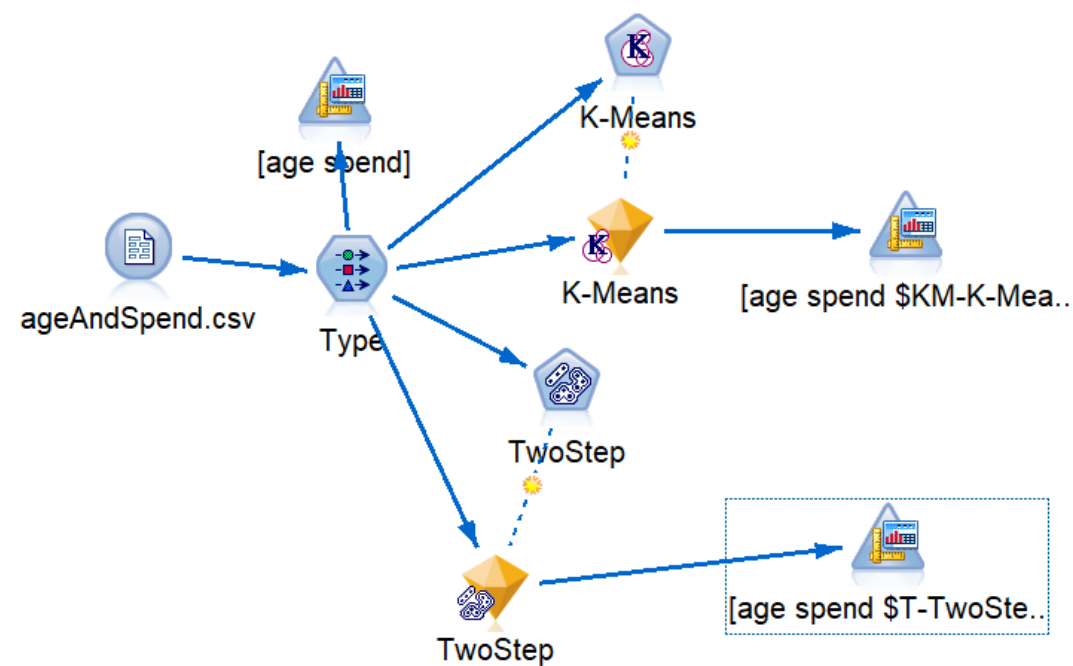 K-Means
[age spend]
K-Means
[age spend $KM-K-Mea..
ageAndSpend.csv
Type
TwoStep
[age spend $T-TwoSte..
TwoStep